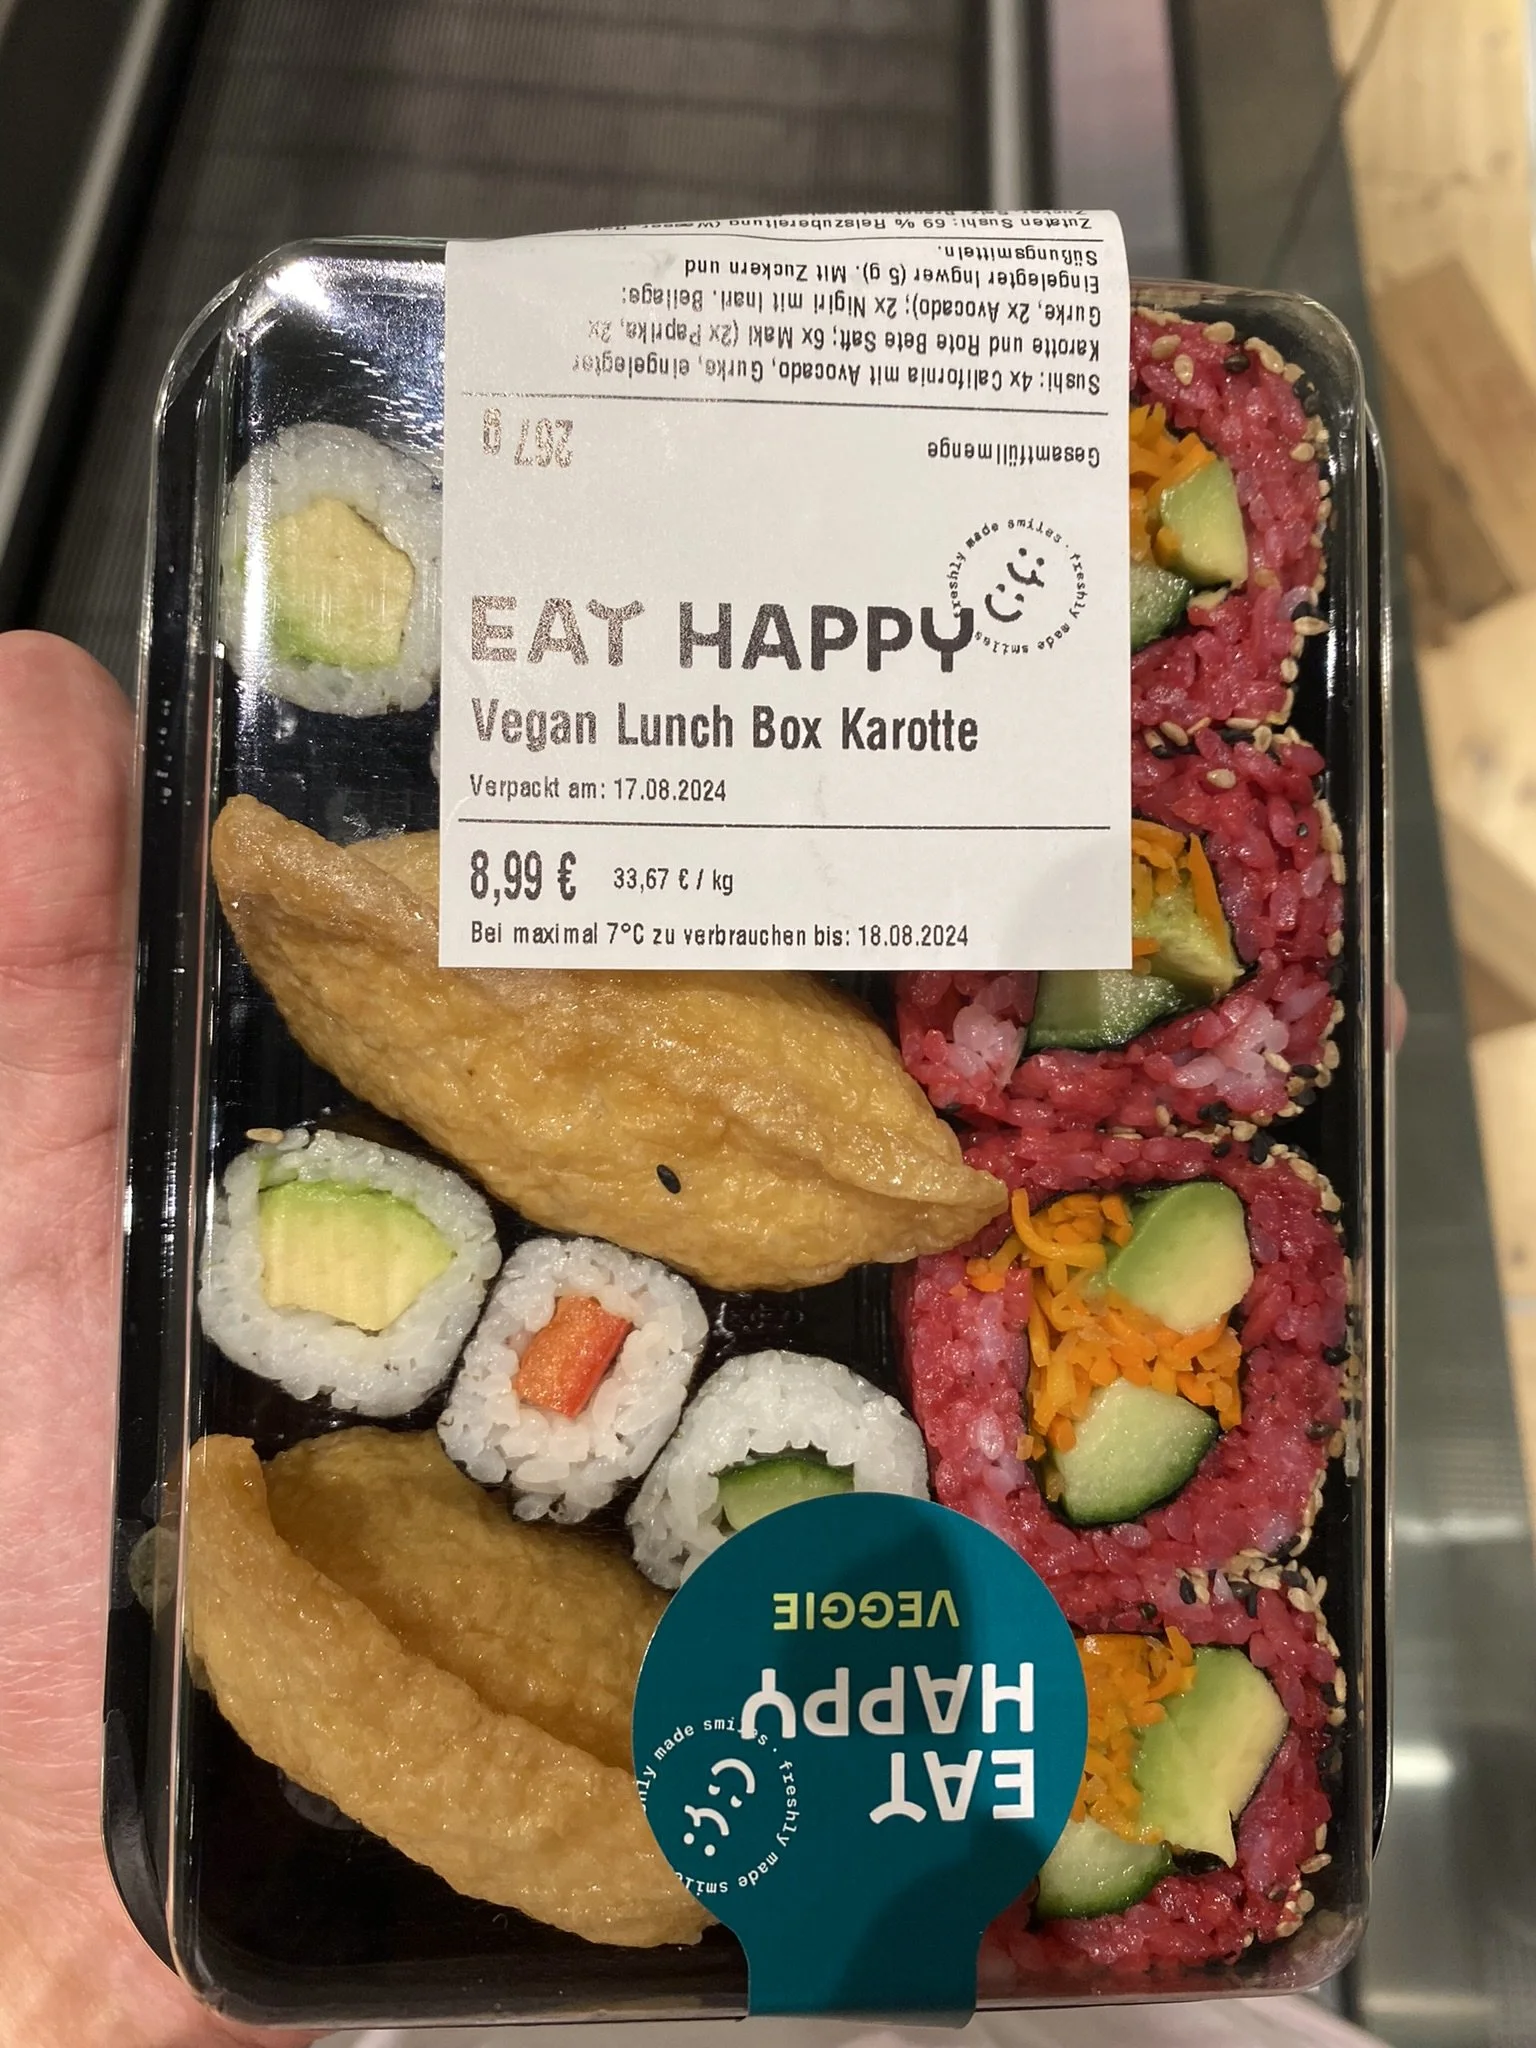 EAT HAPPY
freshly made smiles · freshly made smiles
Vegan Lunch Box Karotte
Verpackt am: 17.08.2024
8,99 € 33,67 € / kg
Bei maximal 7°C zu verbrauchen bis: 18.08.2024
Gesamtfüllmenge 267 g
Sushi: 4x California mit Avocado, Gurke, eingelegter
Karotte und Rote Bete Saft; 6x Maki (2x Paprika, 2x
Gurke, 2x Avocado); 2x Nigiri mit Inari. Beilage:
Eingelegter Ingwer (5 g). Mit Zuckern und
Süßungsmitteln.
Zutaten Sushi: 69 % Reiszubereitung (Wasser, Reis,
EAT
HAPPY
VEGGIE
freshly made smiles ·